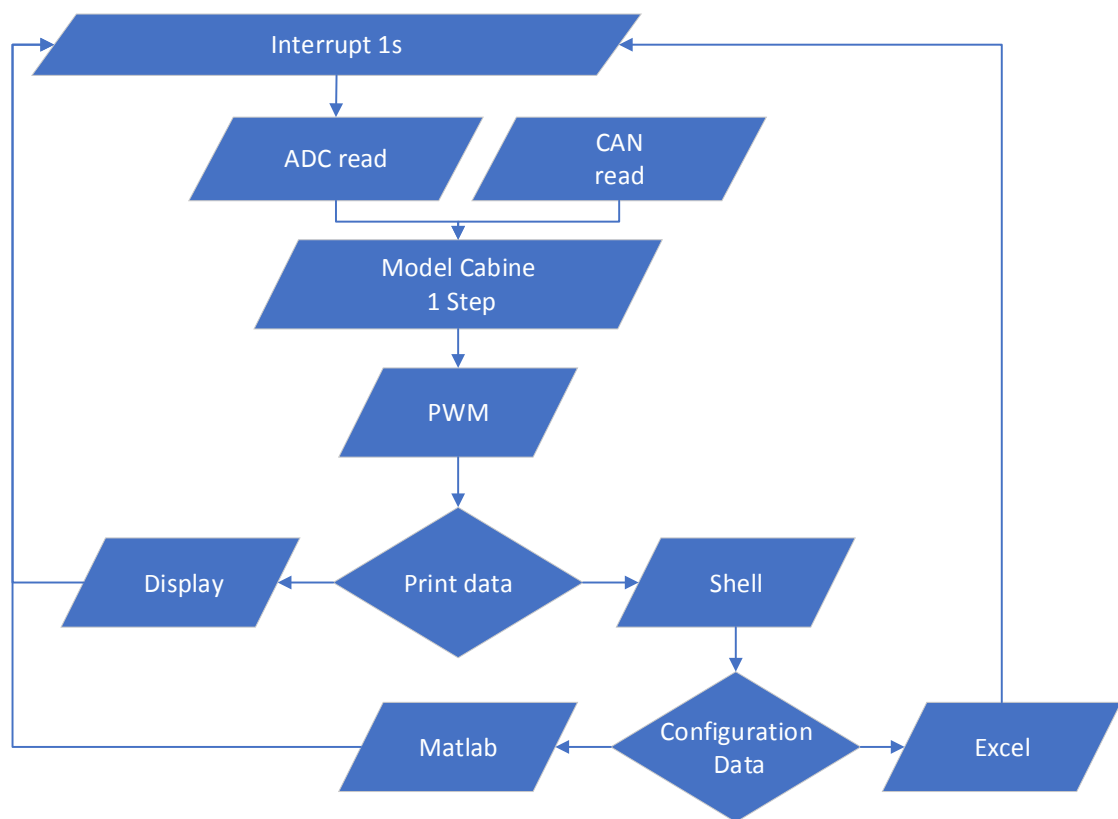 Interrupt 1s
ADC read
CAN
read
Model Cabine
1 Step
PWM
Display
Print data
Shell
Matlab
Configuration
Data
Excel